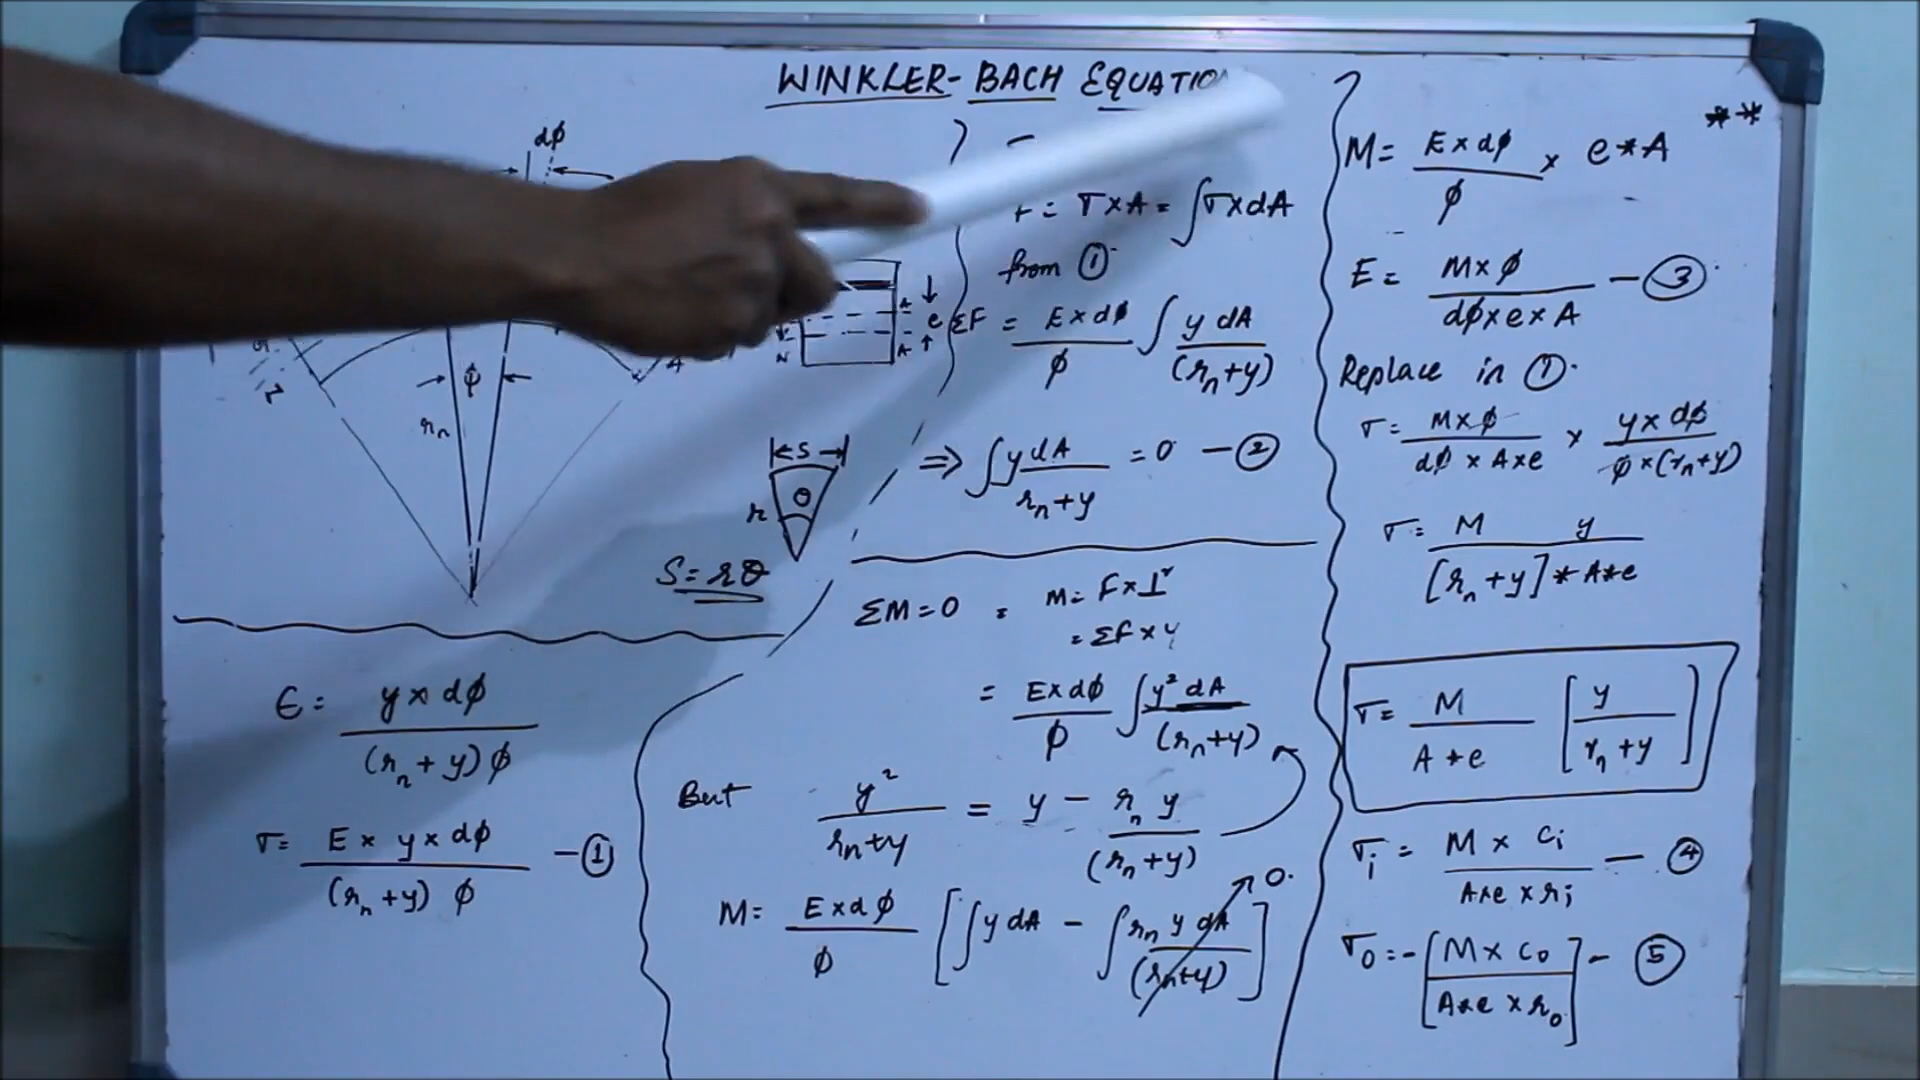 WINKLER-BACH EQUATIO
dφ
φ
rn
A
N
A
A
e
S
θ
r
S=rθ
ϵ = y × dφ / (rn + y) φ
σ = E × y × dφ / (rn + y) φ — ①
= σ×A = ∫σ×dA
from ①
ΣF = E×dφ / φ ∫ y dA / (rn+y)
⇒ ∫ y dA / rn+y = 0 — ②
ΣM=0 = M= F×⊥r
= ΣF×y
= E×dφ / φ ∫ y² dA / (rn+y)
But y² / rn+y = y − rn y / (rn+y)
M= E×dφ / φ [∫y dA − ∫ rn y dA / (rn+y)] 0.
**
M= E×dφ / φ × e*A
E= M×φ / dφ×e×A — ③
Replace in ①.
σ= M×φ / dφ×A×e × y×dφ / φ×(rn+y)
σ= M y / [rn+y]*A*e
σ= M / A*e [y / rn+y]
σi = M × ci / A*e×ri — ④
σo=-[M× co / A*e ×ro] - ⑤